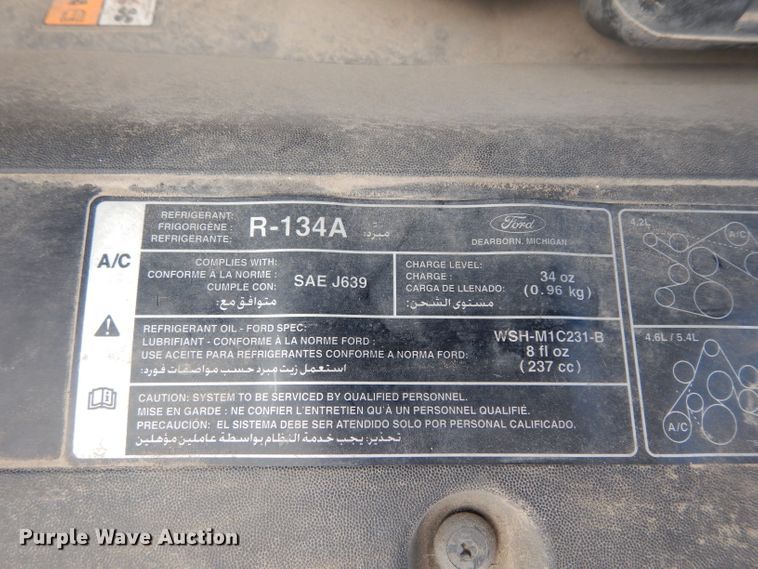 REFRIGERANT:
FRIGORIGÈNE:
REFRIGERANTE:
R-134A
مبرد:
Ford
DEARBORN, MICHIGAN
A/C
COMPLIES WITH:
CONFORME À LA NORME :
CUMPLE CON:
متوافق مع:
SAE J639
CHARGE LEVEL:
CHARGE :
CARGA DE LLENADO:
مستوى الشحن:
34 oz
(0.96 kg)
REFRIGERANT OIL - FORD SPEC:
LUBRIFIANT - CONFORME À LA NORME FORD :
USE ACEITE PARA REFRIGERANTES CONFORME A NORMA FORD:
استعمل زيت مبرد حسب مواصفات فورد:
WSH-M1C231-B
8 fl oz
(237 cc)
CAUTION: SYSTEM TO BE SERVICED BY QUALIFIED PERSONNEL.
MISE EN GARDE : NE CONFIER L'ENTRETIEN QU'À UN PERSONNEL QUALIFIÉ.
PRECAUCIÓN: EL SISTEMA DEBE SER ATENDIDO SOLO POR PERSONAL CALIFICADO.
تحذير: يجب خدمة النظام بواسطة عاملين مؤهلين
4.2L
A/C
4.6L / 5.4L
A/C
Purple Wave Auction